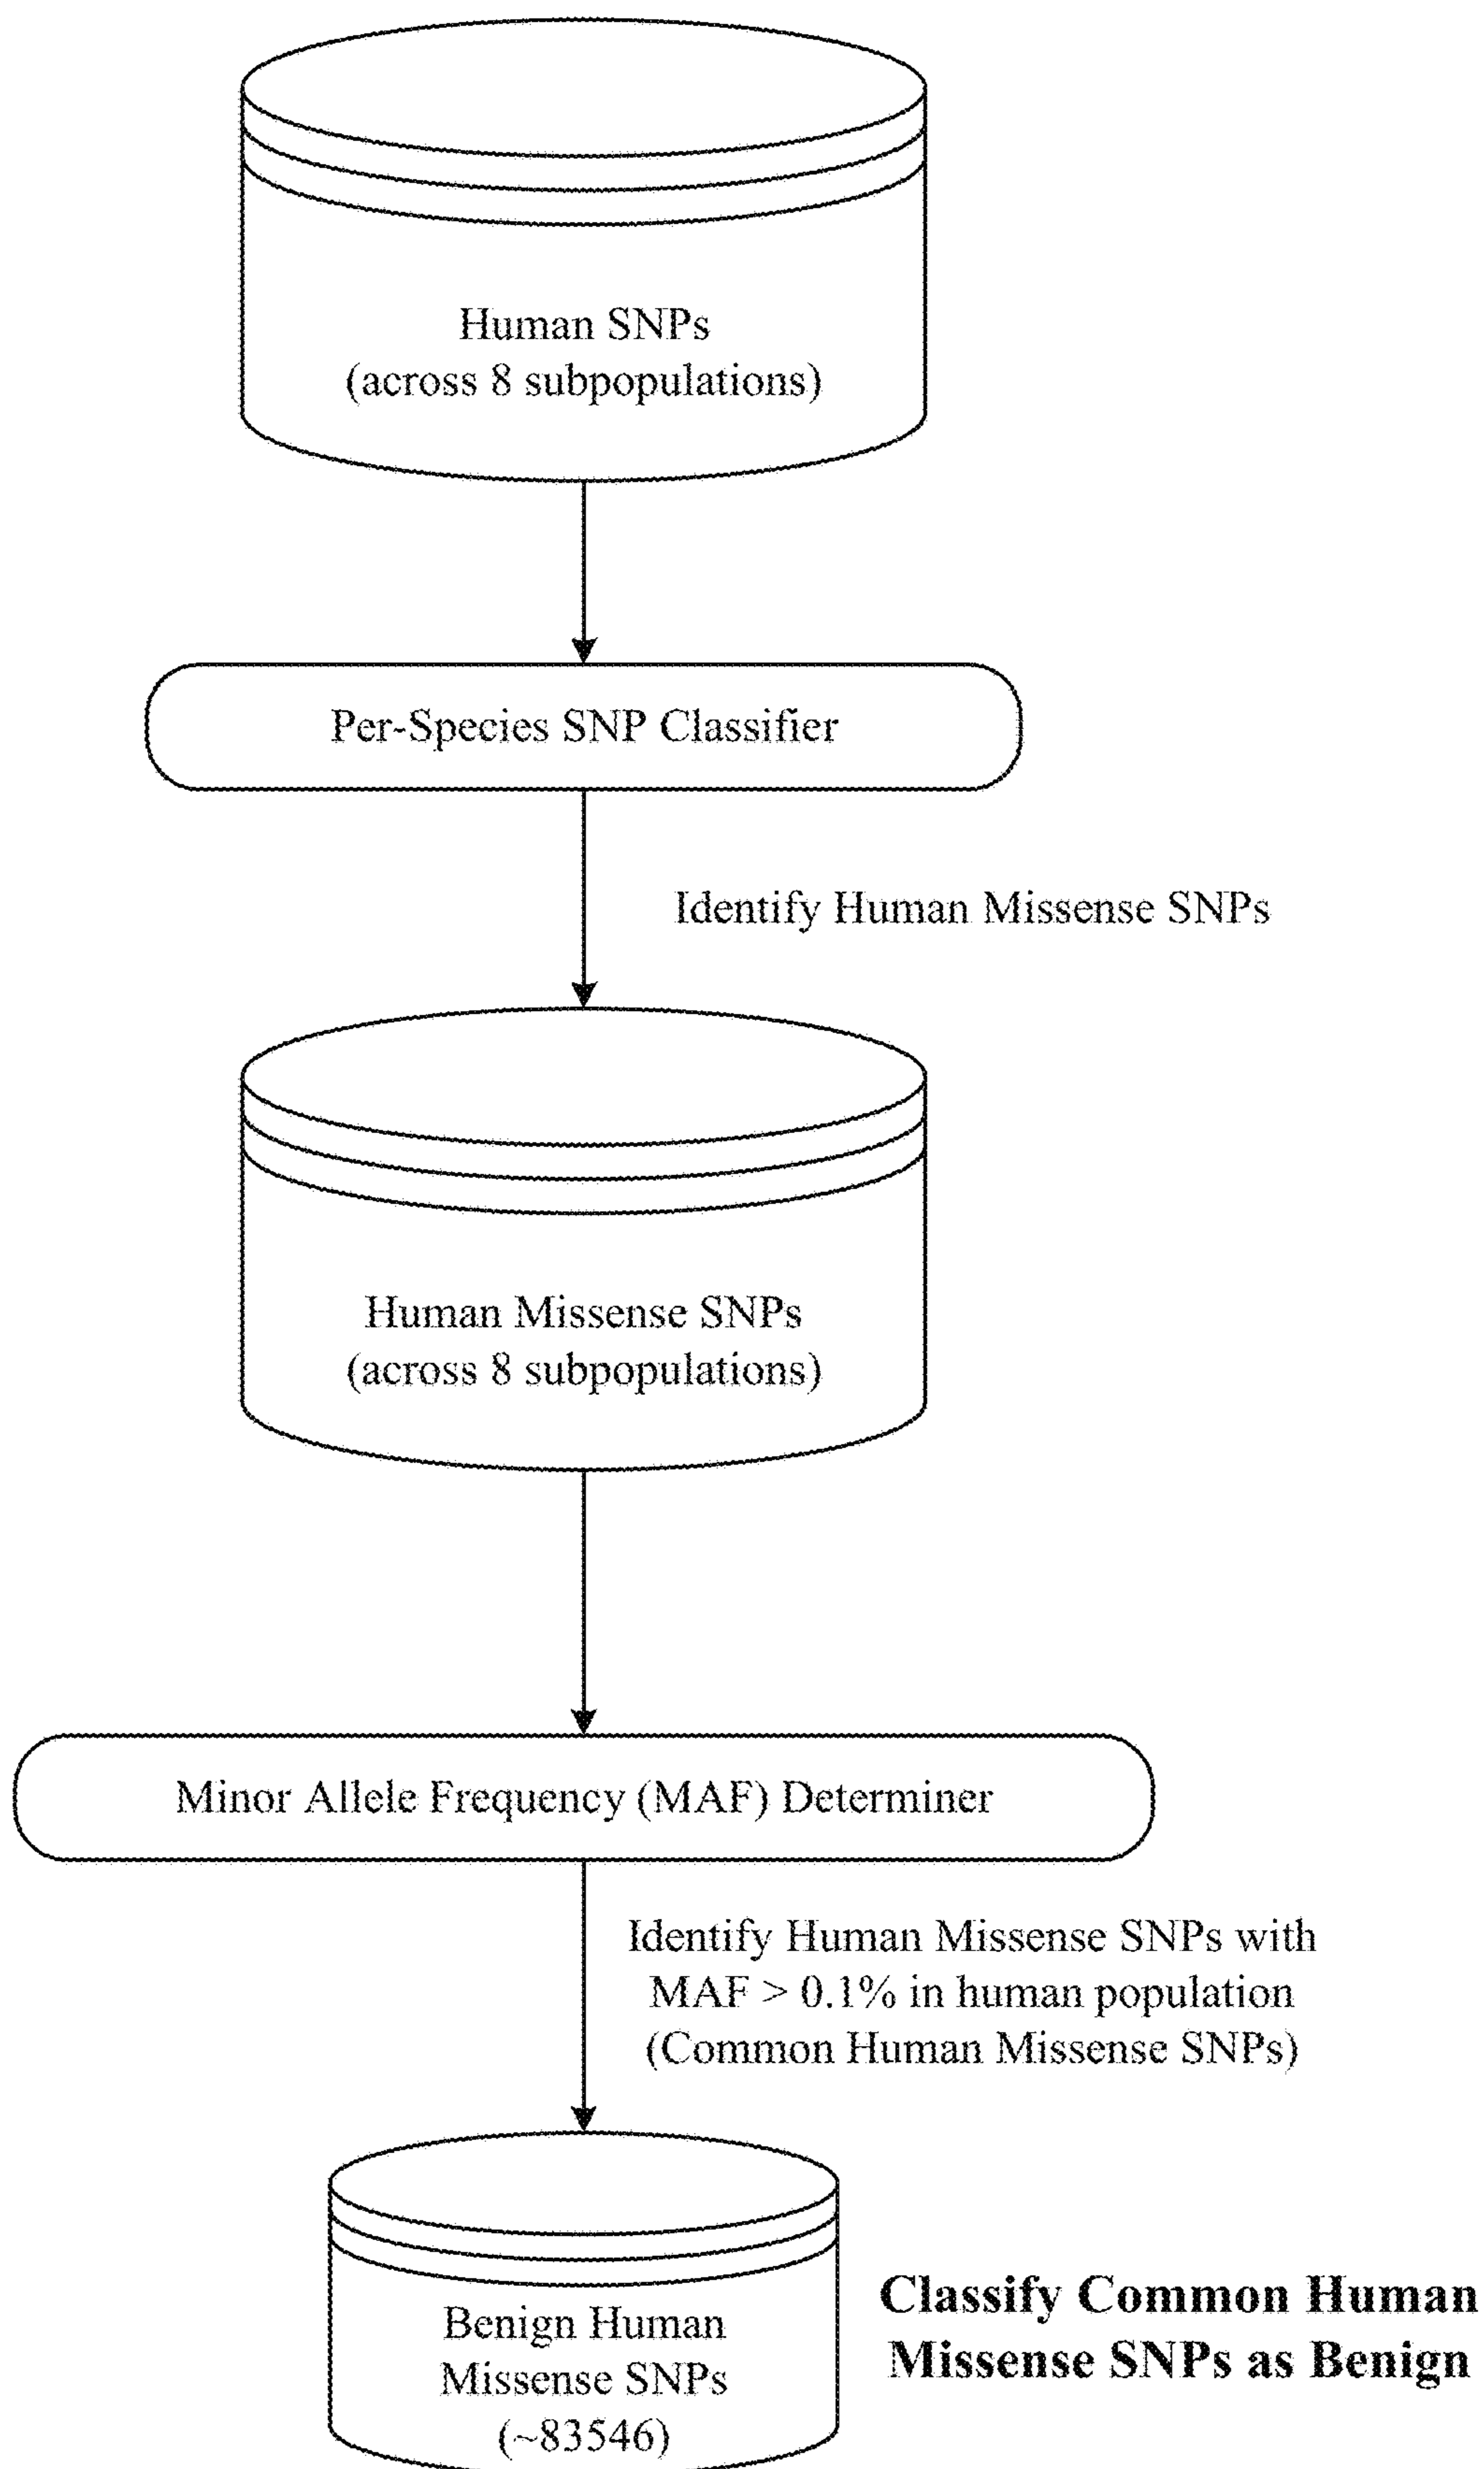 Human SNPs
(across 8 subpopulations)
Per-Species SNP Classifier
Identify Human Missense SNPs
Human Missense SNPs
(across 8 subpopulations)
Minor Allele Frequency (MAF) Determiner
Identify Human Missense SNPs with
MAF > 0.1% in human population
(Common Human Missense SNPs)
Benign Human
Missense SNPs
(~83546)
Classify Common Human
Missense SNPs as Benign